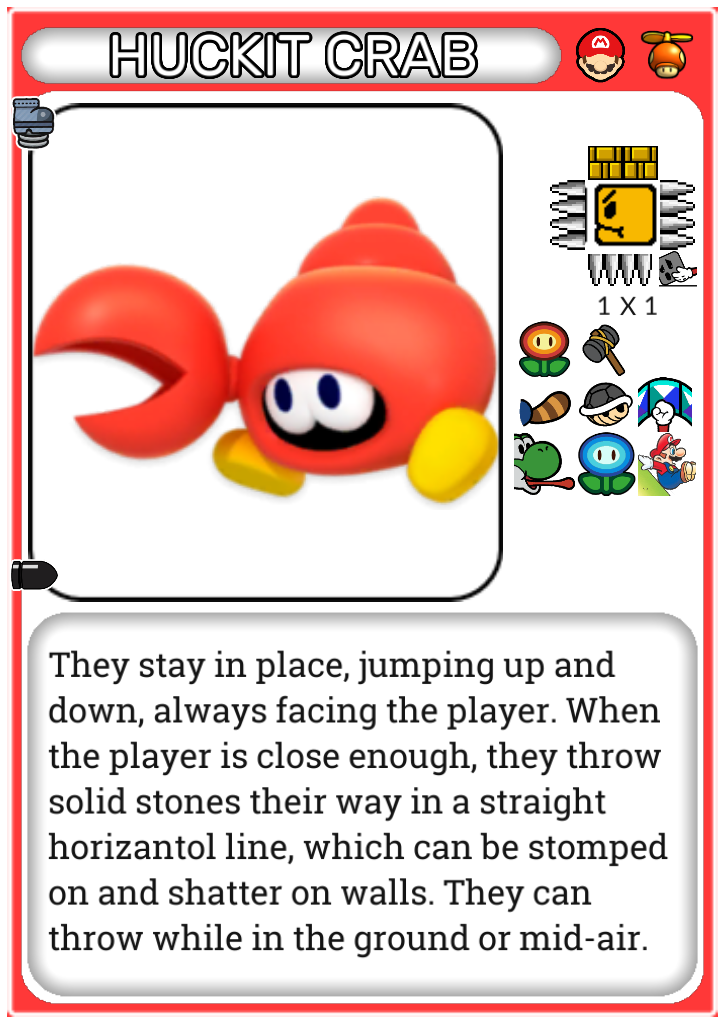 HUCKIT CRAB
1 X 1
They stay in place, jumping up and
down, always facing the player. When
the player is close enough, they throw
solid stones their way in a straight
horizantol line, which can be stomped
on and shatter on walls. They can
throw while in the ground or mid-air.